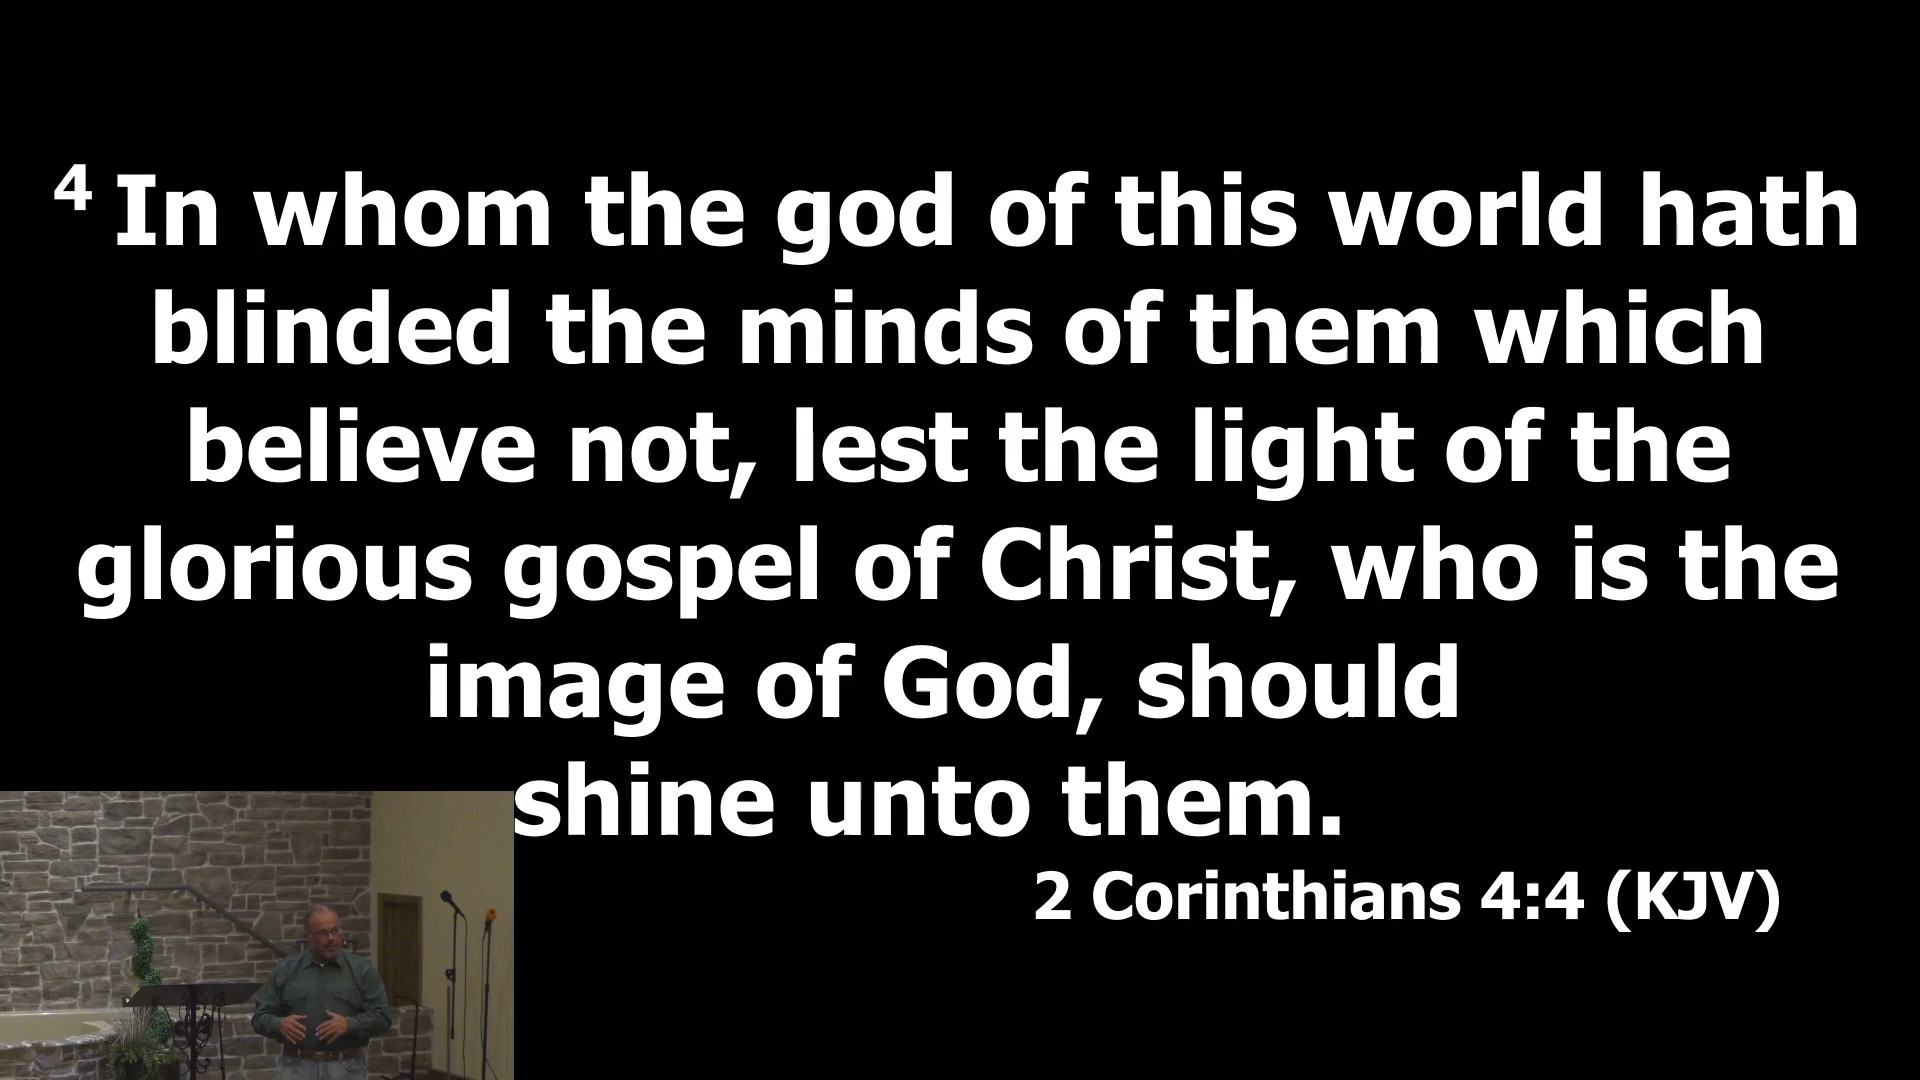 4 In whom the god of this world hath
blinded the minds of them which
believe not, lest the light of the
glorious gospel of Christ, who is the
image of God, should
shine unto them.
2 Corinthians 4:4 (KJV)